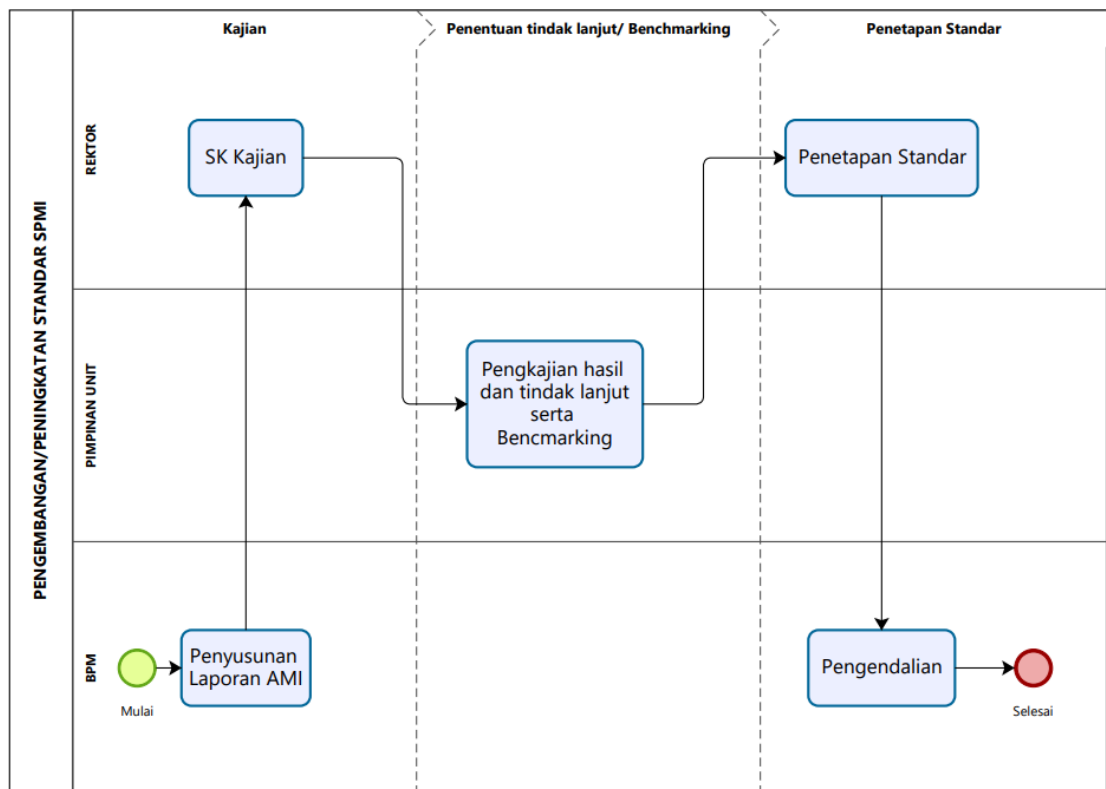 PENGEMBANGAN/PENINGKATAN STANDAR SPMI
Kajian
Penentuan tindak lanjut/ Benchmarking
Penetapan Standar
REKTOR
SK Kajian
Penetapan Standar
PIMPINAN UNIT
Pengkajian hasil
dan tindak lanjut
serta
Bencmarking
BPM
Mulai
Penyusunan
Laporan AMI
Pengendalian
Selesai